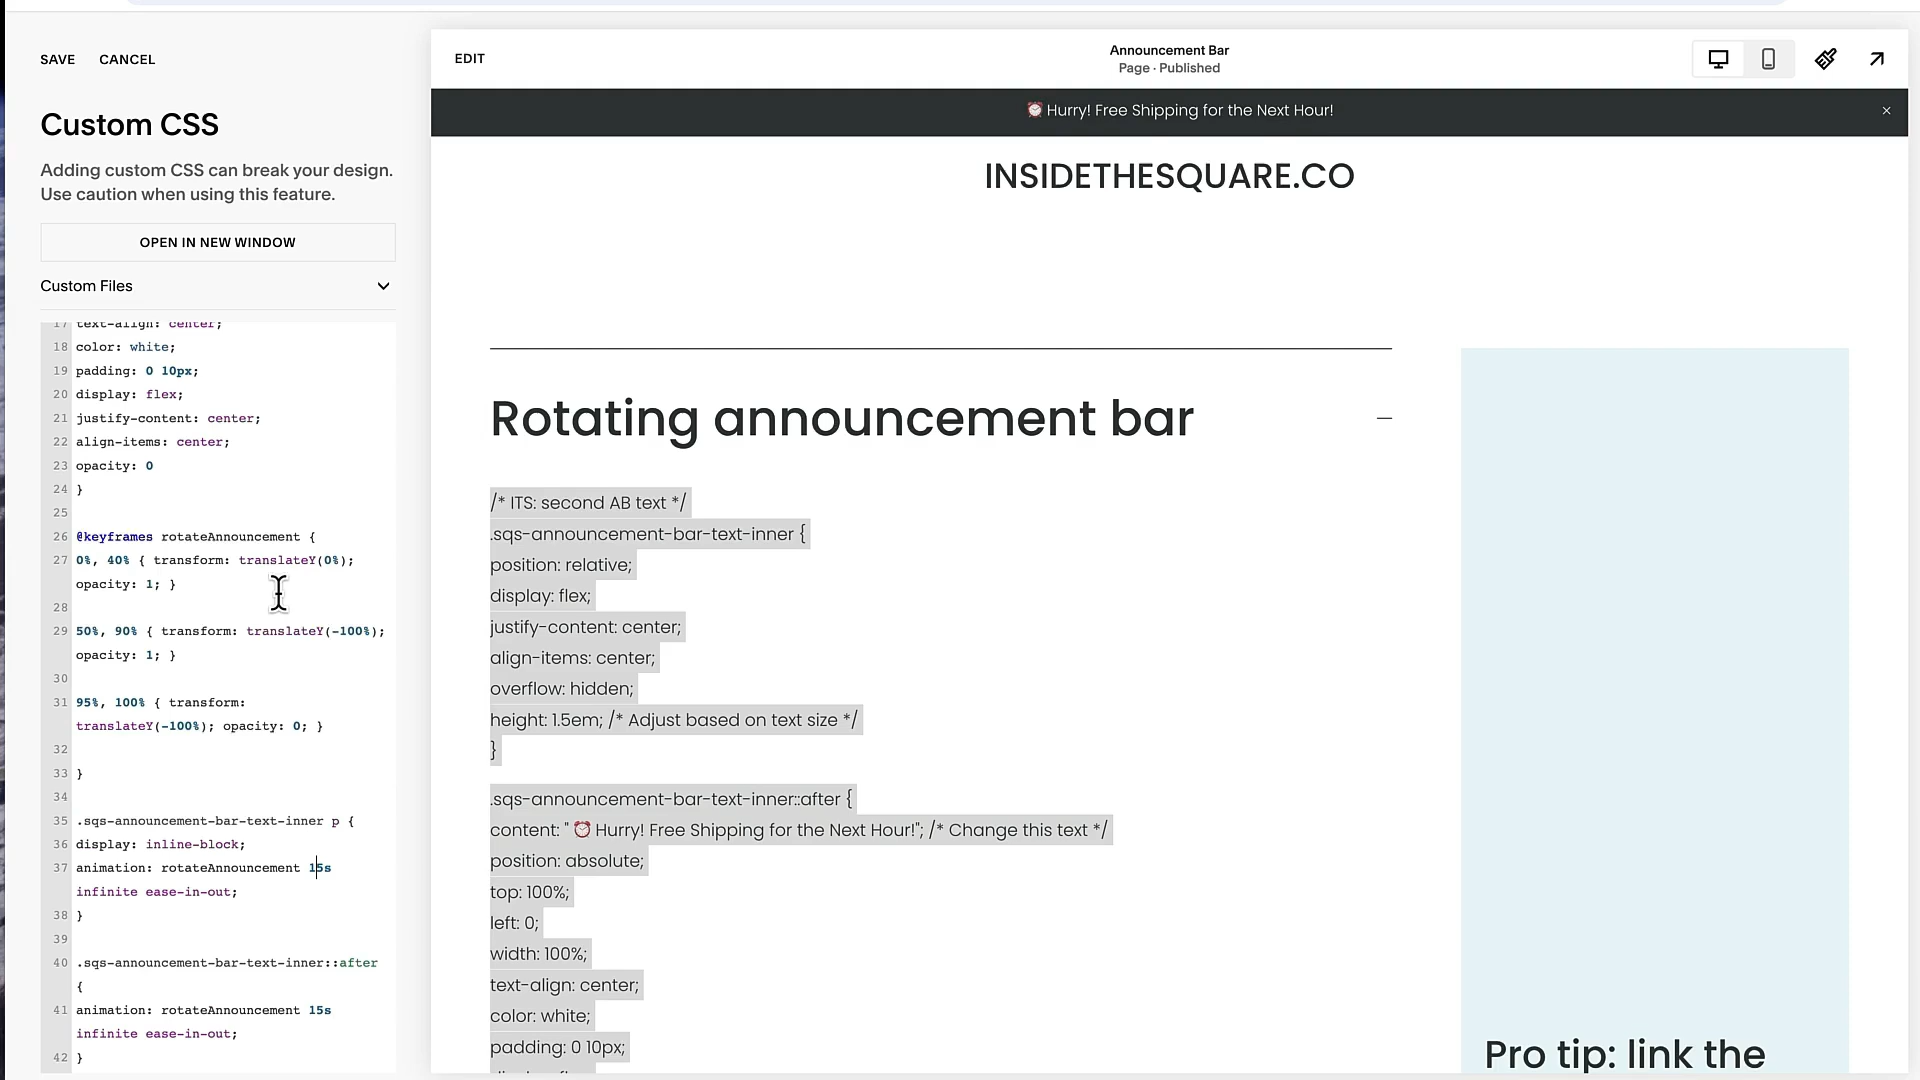 SAVE CANCEL
Custom CSS
Adding custom CSS can break your design.
Use caution when using this feature.
OPEN IN NEW WINDOW
Custom Files
17 text-align: center;
18 color: white;
19 padding: 0 10px;
20 display: flex;
21 justify-content: center;
22 align-items: center;
23 opacity: 0
24 }
25
26 @keyframes rotateAnnouncement {
27 0%, 40% { transform: translateY(0%);
opacity: 1; }
28
29 50%, 90% { transform: translateY(-100%);
opacity: 1; }
30
31 95%, 100% { transform:
translateY(-100%); opacity: 0; }
32
33 }
34
35 .sqs-announcement-bar-text-inner p {
36 display: inline-block;
37 animation: rotateAnnouncement 15s
infinite ease-in-out;
38 }
39
40 .sqs-announcement-bar-text-inner::after
{
41 animation: rotateAnnouncement 15s
infinite ease-in-out;
42 }
EDIT
Announcement Bar
Page · Published
⏰ Hurry! Free Shipping for the Next Hour!
INSIDETHESQUARE.CO
Rotating announcement bar
/* ITS: second AB text */
.sqs-announcement-bar-text-inner {
position: relative;
display: flex;
justify-content: center;
align-items: center;
overflow: hidden;
height: 1.5em; /* Adjust based on text size */
}
.sqs-announcement-bar-text-inner::after {
content: " ⏰ Hurry! Free Shipping for the Next Hour!"; /* Change this text */
position: absolute;
top: 100%;
left: 0;
width: 100%;
text-align: center;
color: white;
padding: 0 10px;
Pro tip: link the